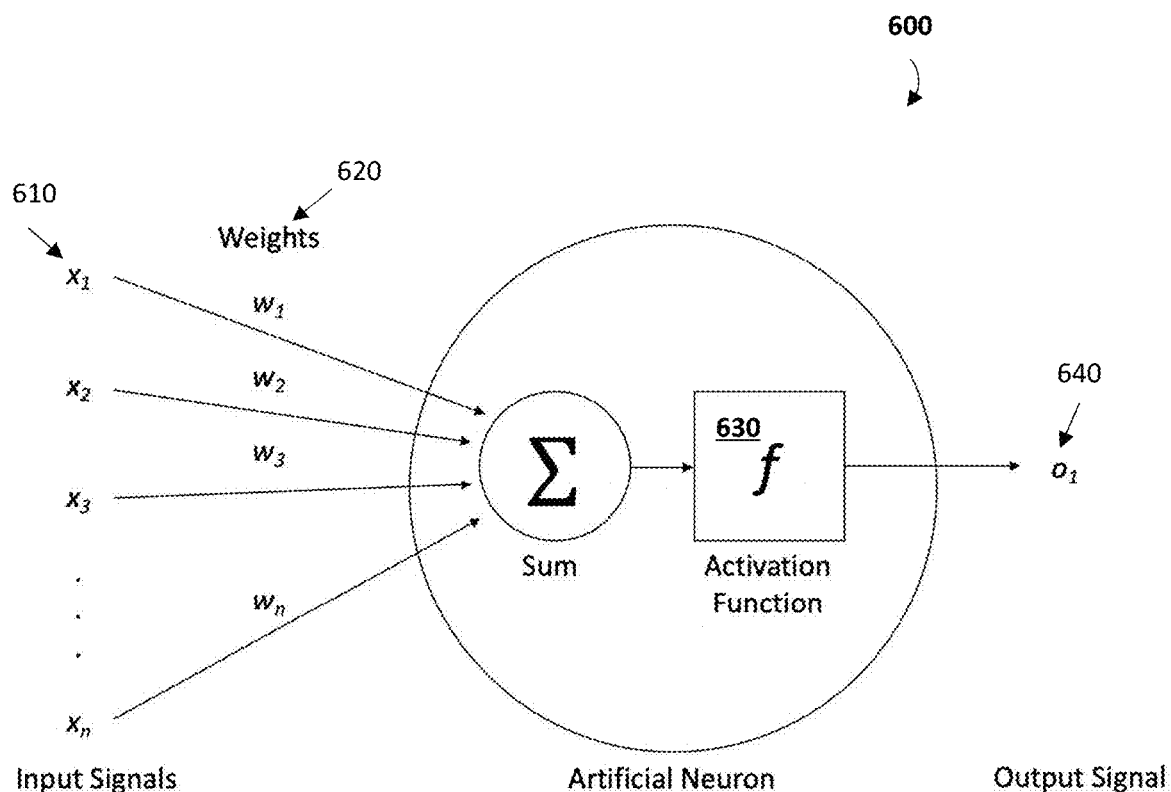 600
620
610
Weights
x1
w1
x2
w2
640
w3
630
f
o1
x3
Σ
Sum
Activation
Function
.
.
.
wn
xn
Input Signals
Artificial Neuron
Output Signal